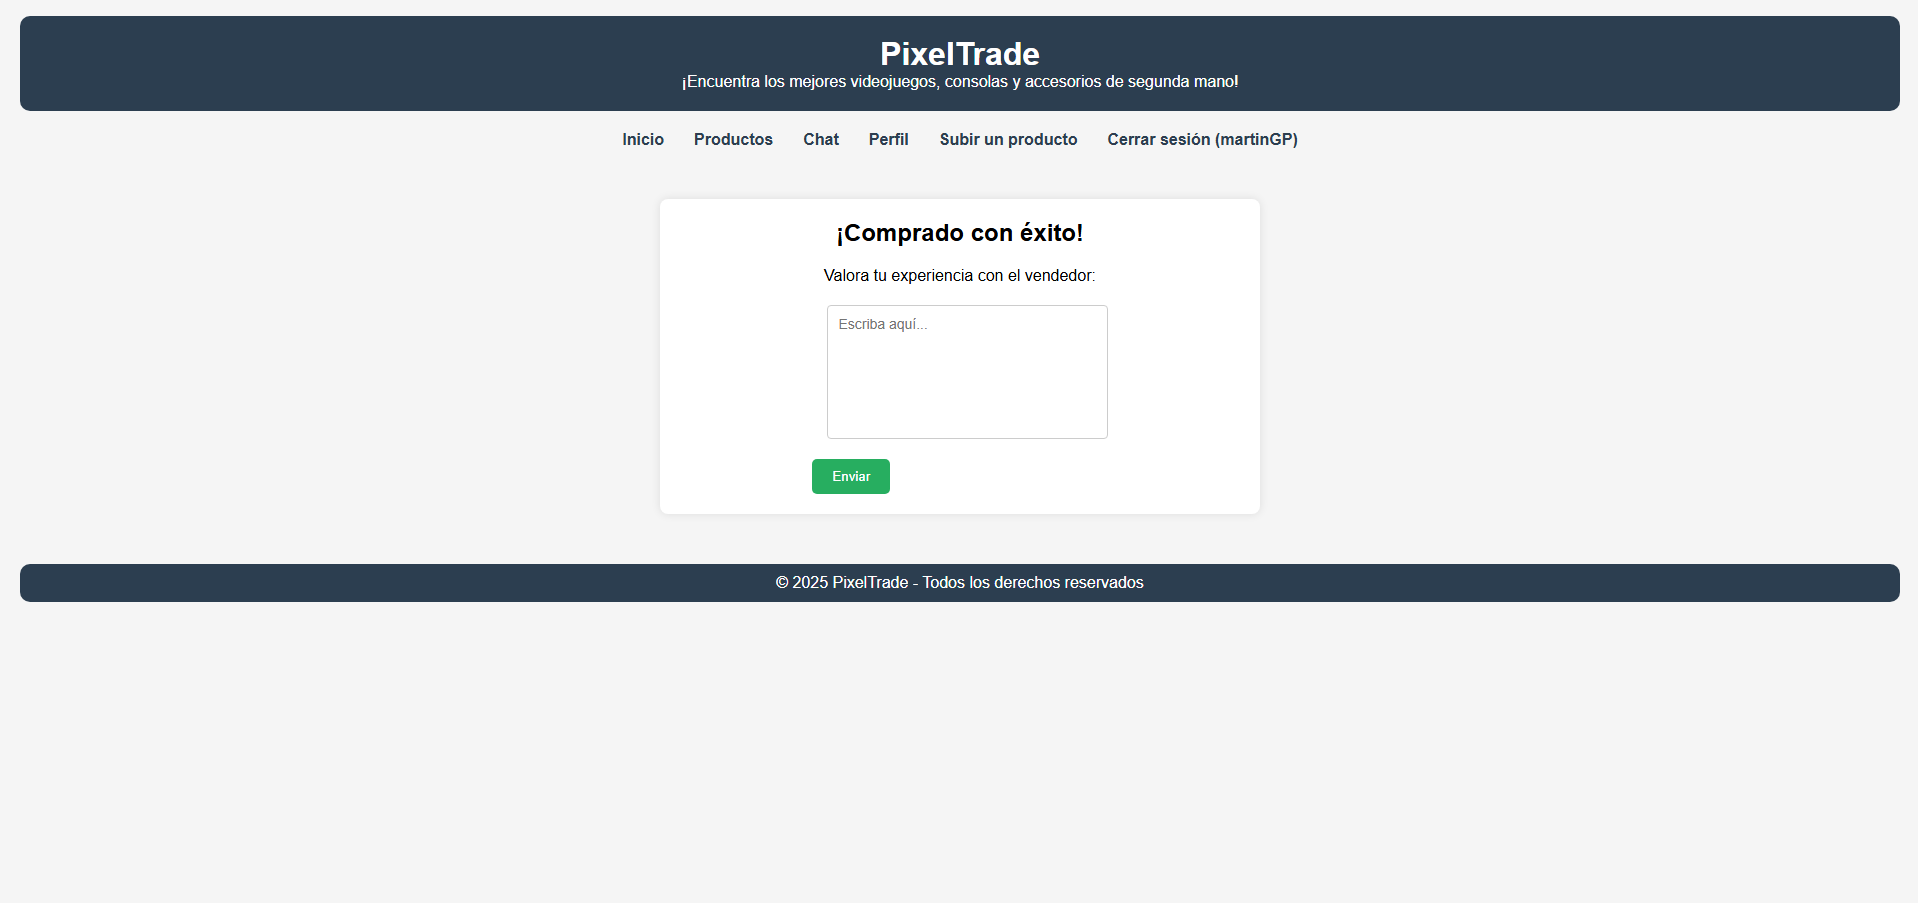 PixelTrade
¡Encuentra los mejores videojuegos, consolas y accesorios de segunda mano!
Inicio Productos Chat Perfil Subir un producto Cerrar sesión (martinGP)
¡Comprado con éxito!
Valora tu experiencia con el vendedor:
Escriba aquí...
Enviar
© 2025 PixelTrade - Todos los derechos reservados